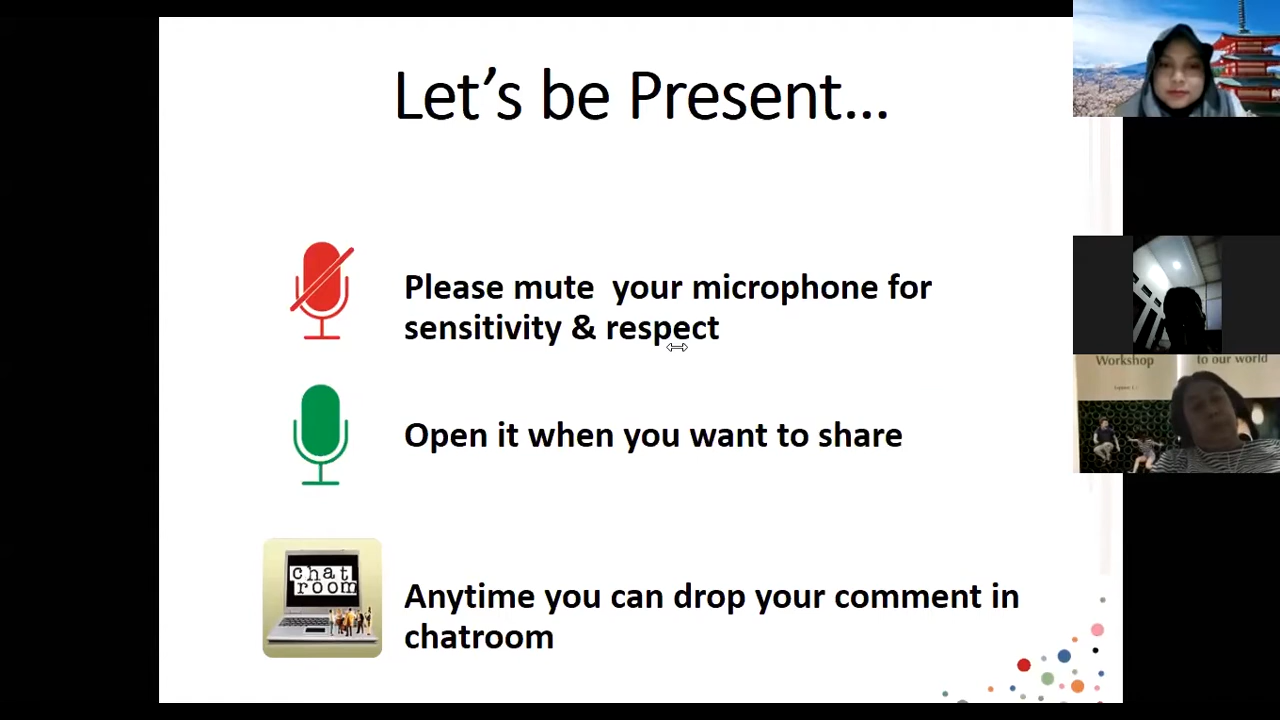 Let's be Present...
Please mute  your microphone for
sensitivity & respect
Open it when you want to share
chat
room
Anytime you can drop your comment in
chatroom
Workshop
to our world